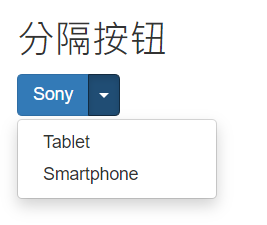 分隔按钮
Sony
Tablet
Smartphone